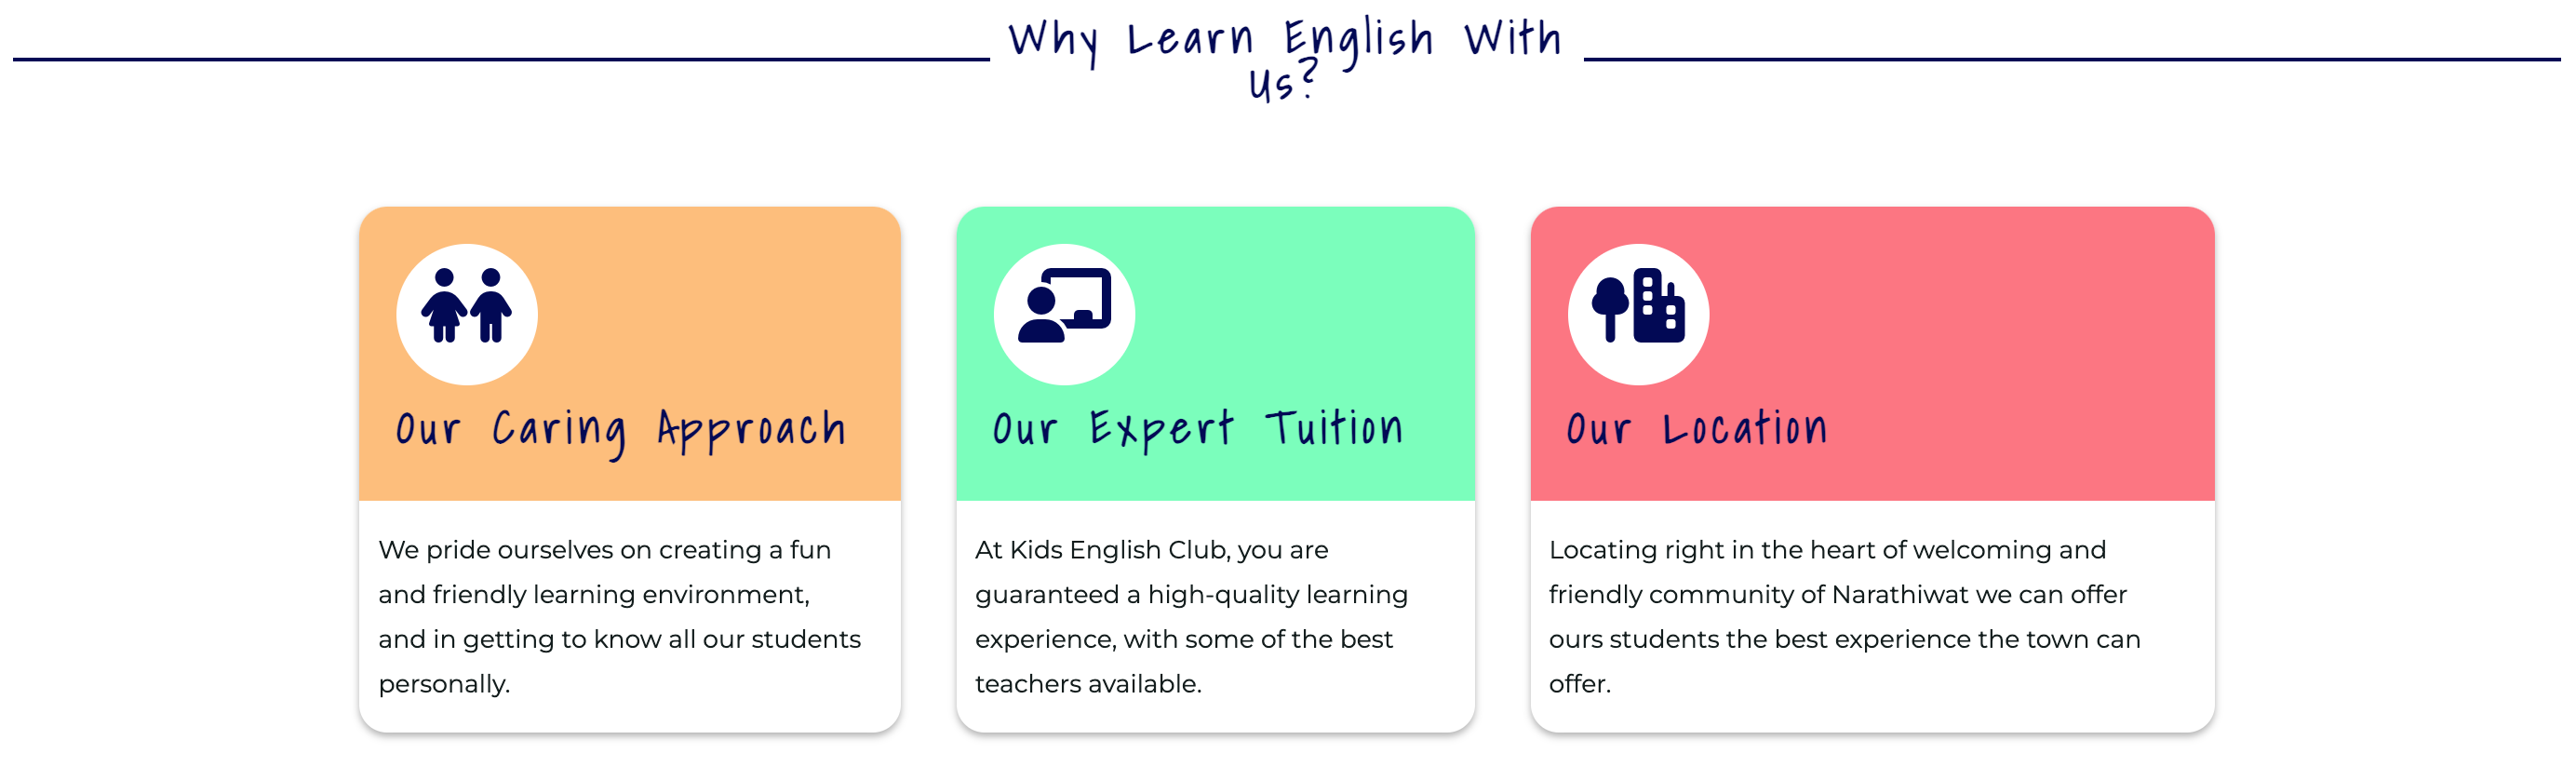 Why Learn English With
Us?
Our Caring Approach
We pride ourselves on creating a fun
and friendly learning environment,
and in getting to know all our students
personally.
Our Expert Tuition
At Kids English Club, you are
guaranteed a high-quality learning
experience, with some of the best
teachers available.
Our Location
Locating right in the heart of welcoming and
friendly community of Narathiwat we can offer
ours students the best experience the town can
offer.